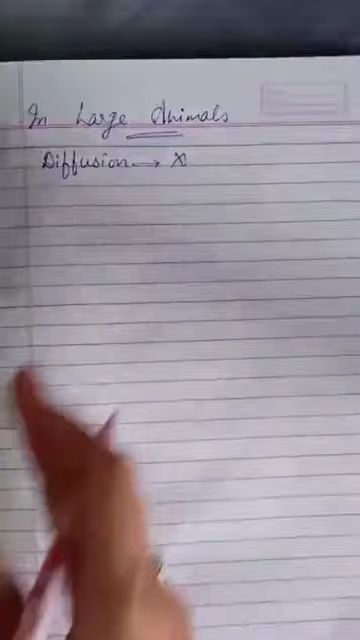 In Large Animals
Diffusion → X